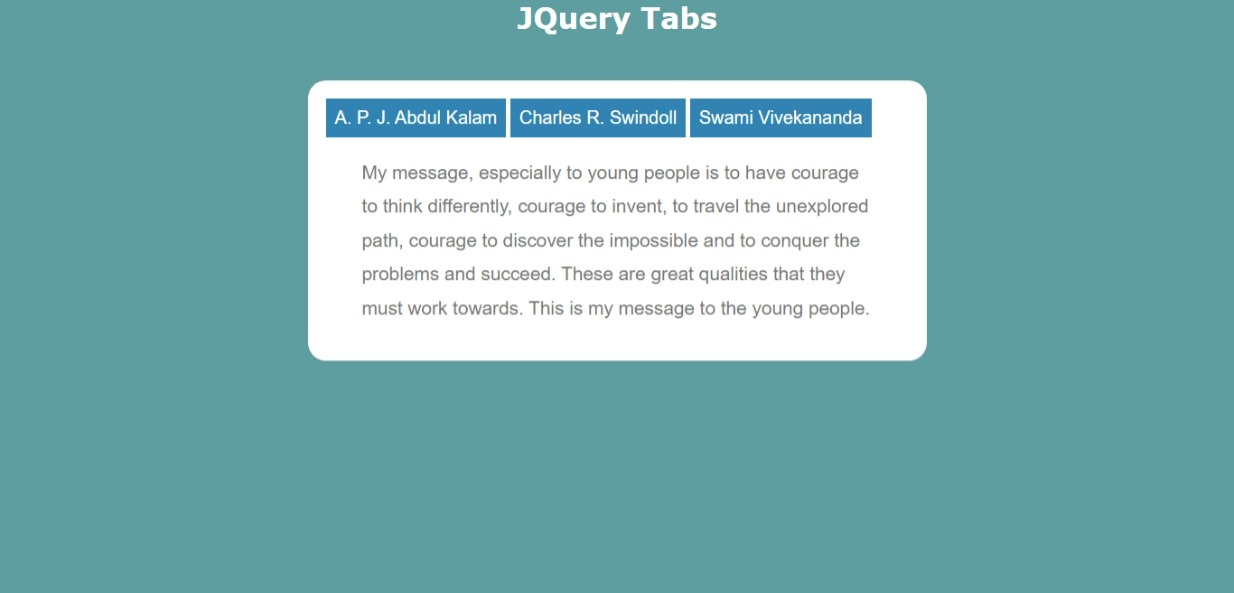 JQuery Tabs
A. P. J. Abdul Kalam Charles R. Swindoll Swami Vivekananda
My message, especially to young people is to have courage
to think differently, courage to invent, to travel the unexplored
path, courage to discover the impossible and to conquer the
problems and succeed. These are great qualities that they
must work towards. This is my message to the young people.